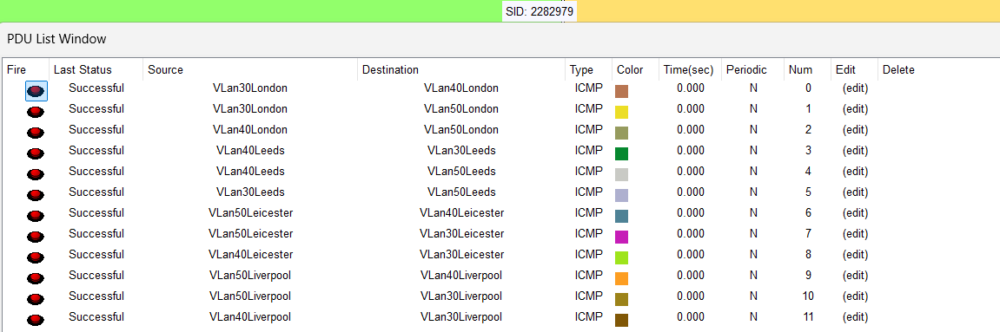 SID: 2282979
PDU List Window
Fire Last Status Source Destination Type Color Time(sec) Periodic Num Edit Delete
Successful VLan30London VLan40London ICMP 0.000 N 0 (edit)
Successful VLan30London VLan50London ICMP 0.000 N 1 (edit)
Successful VLan40London VLan50London ICMP 0.000 N 2 (edit)
Successful VLan40Leeds VLan30Leeds ICMP 0.000 N 3 (edit)
Successful VLan40Leeds VLan50Leeds ICMP 0.000 N 4 (edit)
Successful VLan30Leeds VLan50Leeds ICMP 0.000 N 5 (edit)
Successful VLan50Leicester VLan40Leicester ICMP 0.000 N 6 (edit)
Successful VLan50Leicester VLan30Leicester ICMP 0.000 N 7 (edit)
Successful VLan40Leicester VLan30Leicester ICMP 0.000 N 8 (edit)
Successful VLan50Liverpool VLan40Liverpool ICMP 0.000 N 9 (edit)
Successful VLan50Liverpool VLan30Liverpool ICMP 0.000 N 10 (edit)
Successful VLan40Liverpool VLan30Liverpool ICMP 0.000 N 11 (edit)